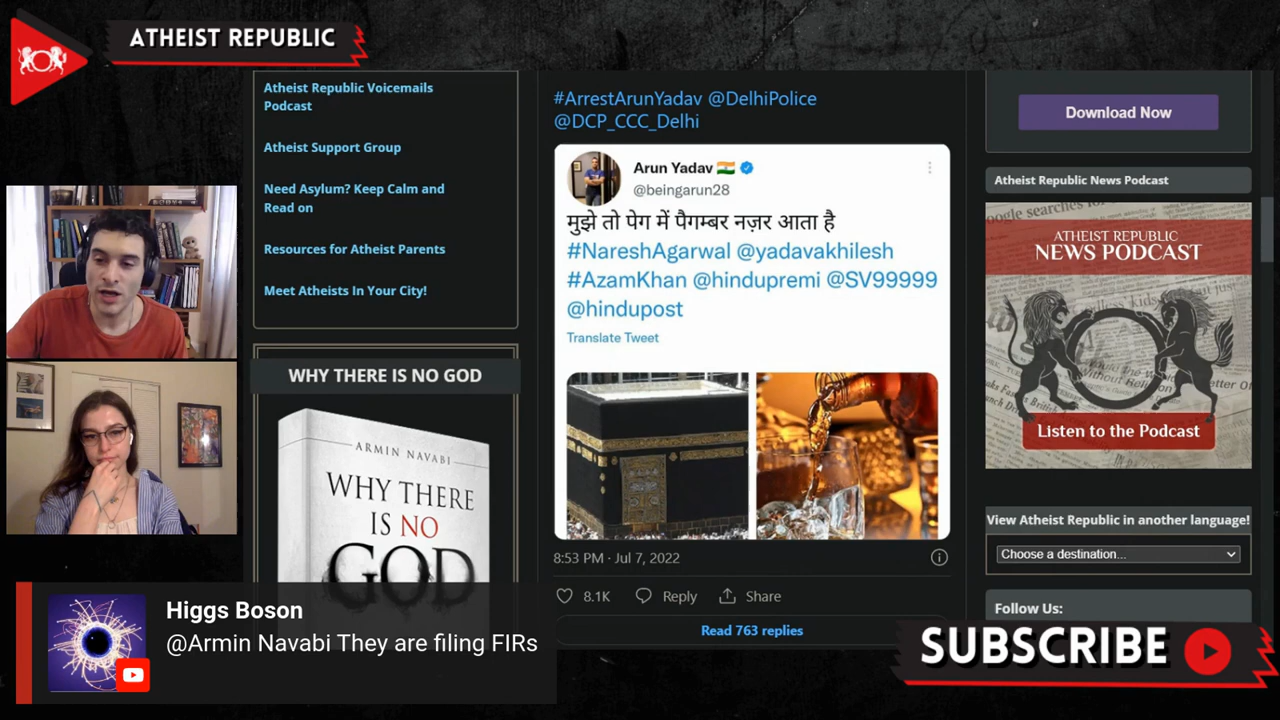 ATHEIST REPUBLIC
Atheist Republic Voicemails
Podcast
Atheist Support Group
Need Asylum? Keep Calm and
Read on
Resources for Atheist Parents
Meet Atheists In Your City!
WHY THERE IS NO GOD
ARMIN NAVABI
WHY THERE
IS NO
GOD
#ArrestArunYadav @DelhiPolice
@DCP_CCC_Delhi
Arun Yadav
@beingarun28
मुझे तो पेग में पैगम्बर नज़र आता है
#NareshAgarwal @yadavakhilesh
#AzamKhan @hindupremi @SV99999
@hindupost
Translate Tweet
8:53 PM · Jul 7, 2022
8.1K Reply Share
Read 763 replies
Download Now
Atheist Republic News Podcast
ATHEIST REPUBLIC
NEWS PODCAST
Listen to the Podcast
View Atheist Republic in another language!
Choose a destination...
Follow Us:
Higgs Boson
@Armin Navabi They are filing FIRs
SUBSCRIBE